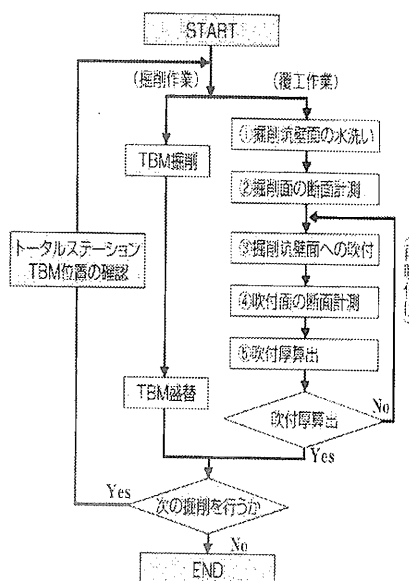 START
(掘削作業)
(覆工作業)
①掘削坑壁面の水洗い
TBM掘削
②掘削面の断面計測
トータルステーション
TBM位置の確認
③掘削坑壁面への吹付
④吹付面の断面計測
⑤吹付厚算出
TBM盛替
吹付厚算出
No
Yes
Yes
次の掘削を行うか
No
END